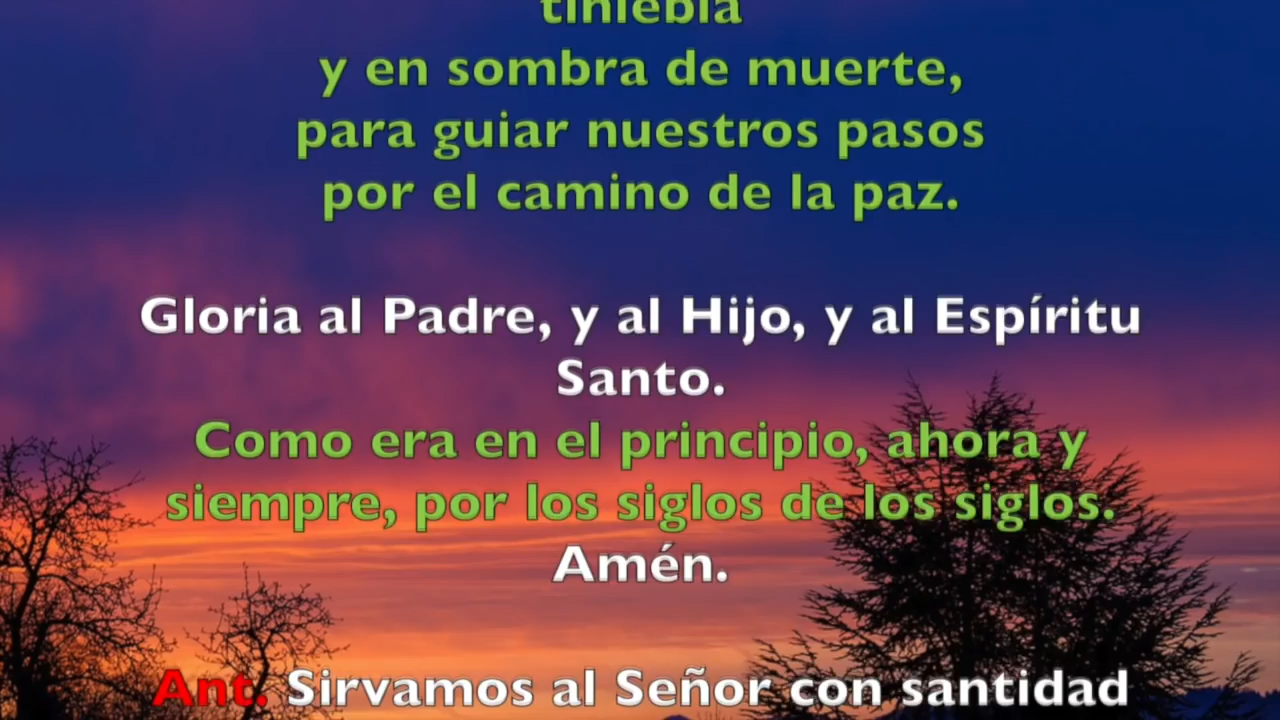 tiniebla
y en sombra de muerte,
para guiar nuestros pasos
por el camino de la paz.
Gloria al Padre, y al Hijo, y al Espíritu
Santo.
Como era en el principio, ahora y
siempre, por los siglos de los siglos.
Amén.
Ant. Sirvamos al Señor con santidad